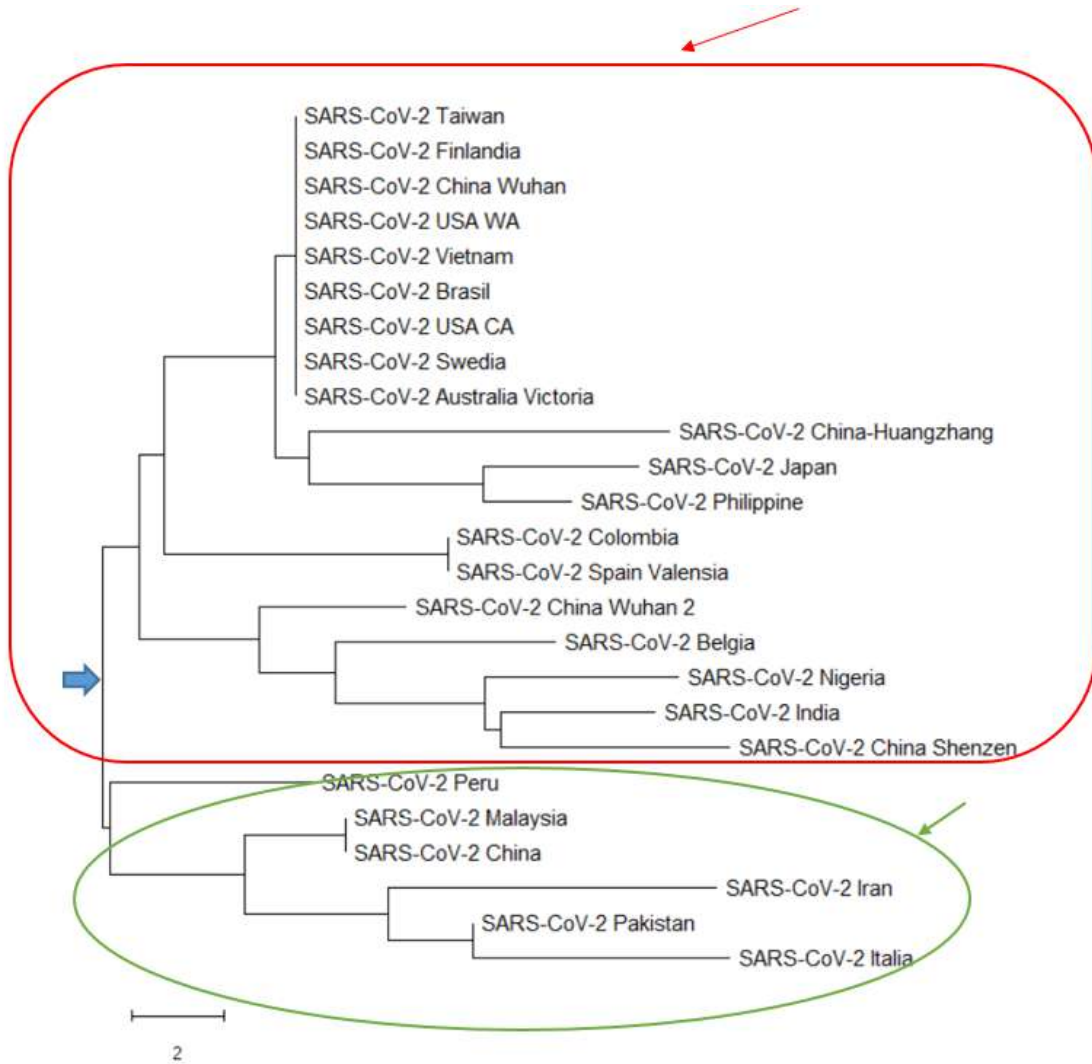 SARS-CoV-2 Taiwan
SARS-CoV-2 Finlandia
SARS-CoV-2 China Wuhan
SARS-CoV-2 USA WA
SARS-CoV-2 Vietnam
SARS-CoV-2 Brasil
SARS-CoV-2 USA CA
SARS-CoV-2 Swedia
SARS-CoV-2 Australia Victoria
SARS-CoV-2 China-Huangzhang
SARS-CoV-2 Japan
SARS-CoV-2 Philippine
SARS-CoV-2 Colombia
SARS-CoV-2 Spain Valensia
SARS-CoV-2 China Wuhan 2
SARS-CoV-2 Belgia
SARS-CoV-2 Nigeria
SARS-CoV-2 India
SARS-CoV-2 China Shenzen
SARS-CoV-2 Peru
SARS-CoV-2 Malaysia
SARS-CoV-2 China
SARS-CoV-2 Iran
SARS-CoV-2 Pakistan
SARS-CoV-2 Italia
2